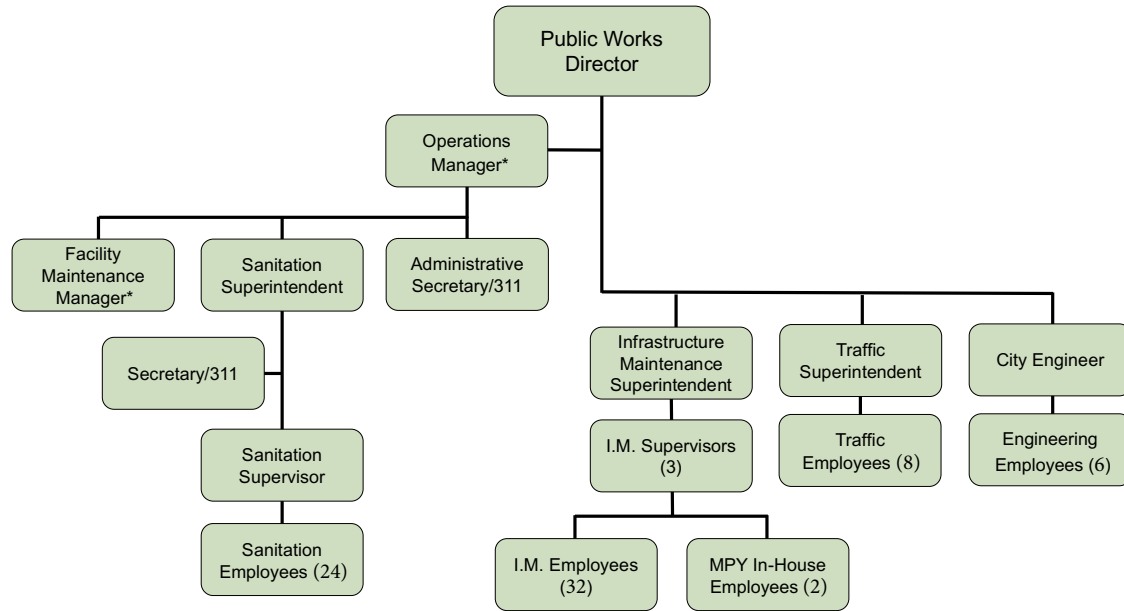 Public Works
Director
Operations
Manager*
Facility
Maintenance
Manager*
Sanitation
Superintendent
Administrative
Secretary/311
Secretary/311
Infrastructure
Maintenance
Superintendent
Traffic
Superintendent
City Engineer
Sanitation
Supervisor
I.M. Supervisors
(3)
Traffic
Employees (8)
Engineering
Employees (6)
Sanitation
Employees (24)
I.M. Employees
(32)
MPY In-House
Employees (2)